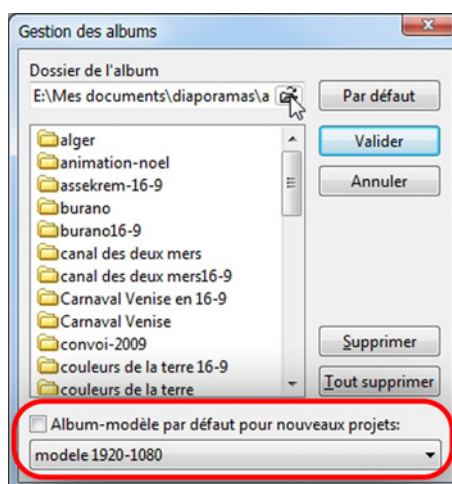 Gestion des albums
Dossier de l'album
E:\Mes documents\diaporamas\a
Par défaut
alger
Valider
animation-noel
assekrem-16-9
Annuler
burano
burano16-9
canal des deux mers
canal des deux mers16-9
Carnaval Venise en 16-9
Carnaval Venise
convoi-2009
Supprimer
couleurs de la terre 16-9
couleurs de la terre
Tout supprimer
Album-modèle par défaut pour nouveaux projets:
modele 1920-1080